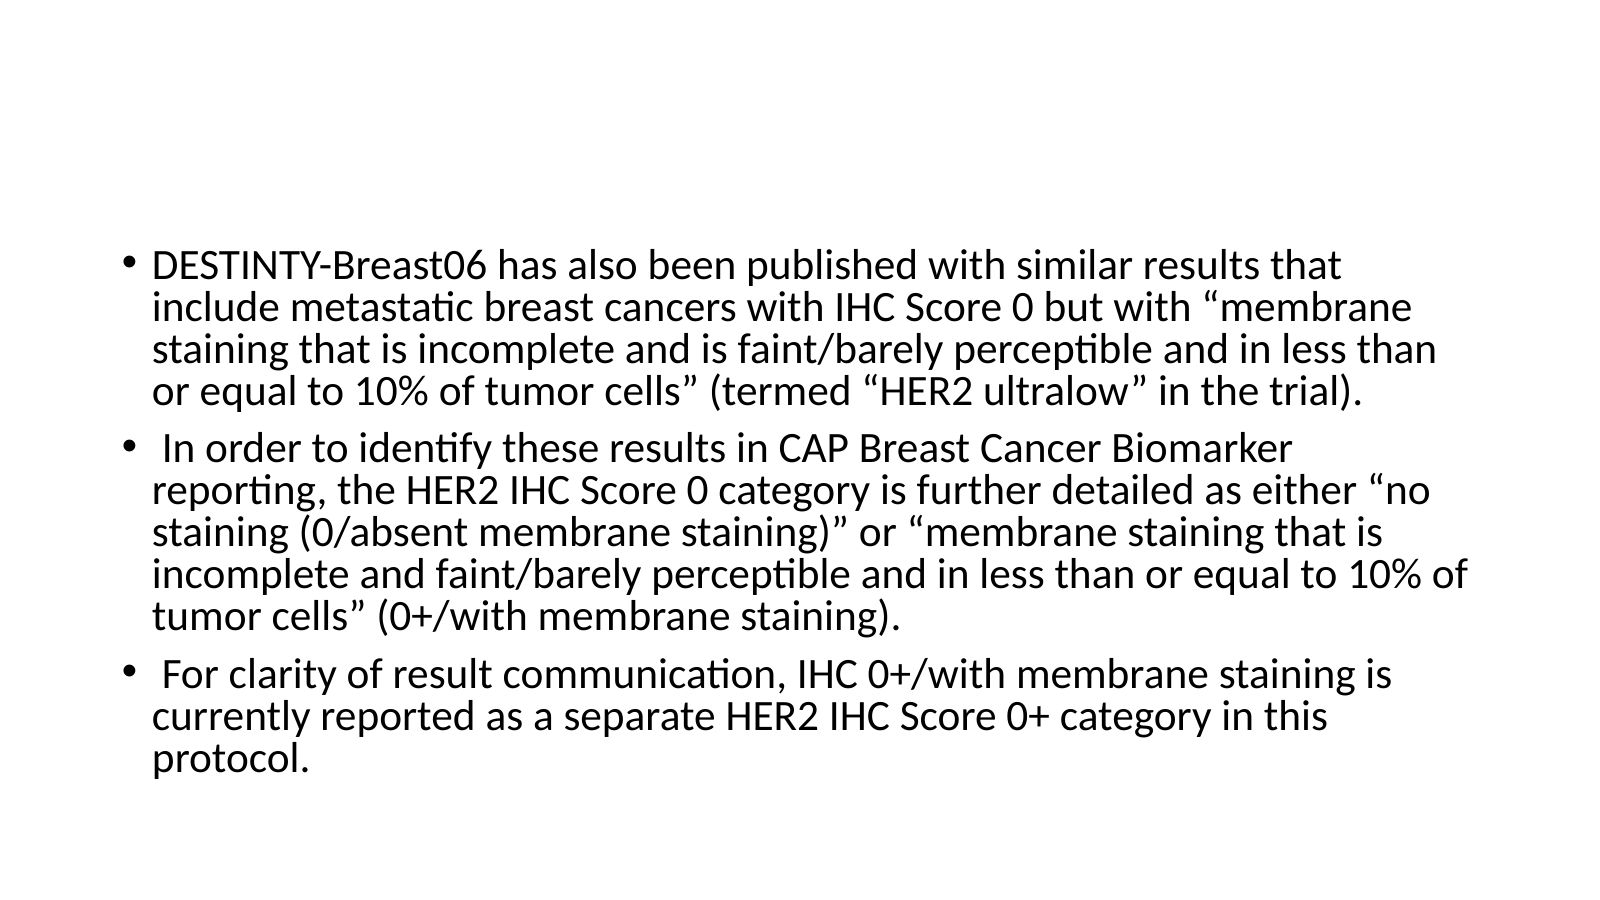 • DESTINTY-Breast06 has also been published with similar results that
include metastatic breast cancers with IHC Score 0 but with “membrane
staining that is incomplete and is faint/barely perceptible and in less than
or equal to 10% of tumor cells” (termed “HER2 ultralow” in the trial).
• In order to identify these results in CAP Breast Cancer Biomarker
reporting, the HER2 IHC Score 0 category is further detailed as either “no
staining (0/absent membrane staining)” or “membrane staining that is
incomplete and faint/barely perceptible and in less than or equal to 10% of
tumor cells” (0+/with membrane staining).
• For clarity of result communication, IHC 0+/with membrane staining is
currently reported as a separate HER2 IHC Score 0+ category in this
protocol.